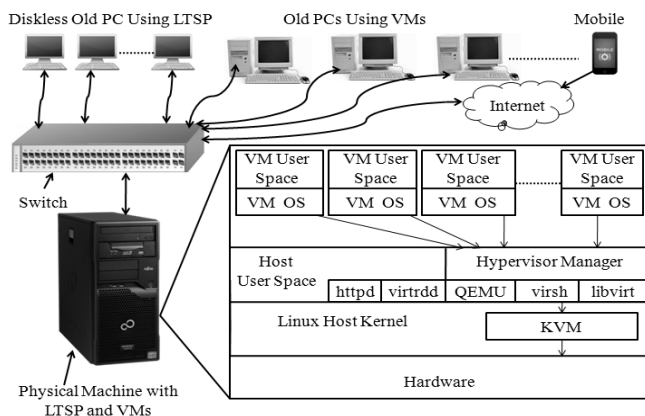 Diskless Old PC Using LTSP
Old PCs Using VMs
Mobile
Internet
Switch
VM User
Space
VM OS
VM User
Space
VM OS
VM User
Space
VM OS
VM User
Space
VM OS
Host
User Space
Hypervisor Manager
httpd
virtrdd
QEMU
virsh
libvirt
Linux Host Kernel
KVM
Hardware
Physical Machine with
LTSP and VMs